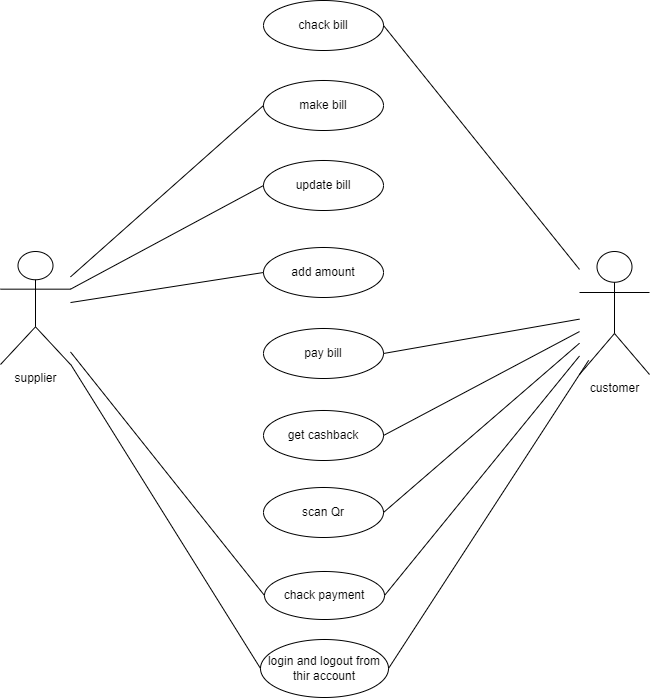 chack bill
make bill
update bill
add amount
pay bill
supplier
customer
get cashback
scan Qr
chack payment
login and logout from
thir account